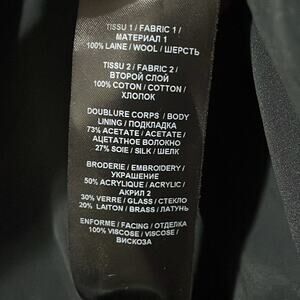 TISSU 1 / FABRIC 1 /
МАТЕРИАЛ 1
100% LAINE / WOOL / ШЕРСТЬ
TISSU 2 / FABRIC 2 /
ВТОРОЙ СЛОЙ
100% COTON / COTTON /
ХЛОПОК
DOUBLURE CORPS / BODY
LINING / ПОДКЛАДКА
73% ACETATE / ACETATE /
АЦЕТАТНОЕ ВОЛОКНО
27% SOIE / SILK / ШЕЛК
BRODERIE / EMBROIDERY /
УКРАШЕНИЕ
50% ACRYLIQUE / ACRYLIC /
АКРИЛ 2
30% VERRE / GLASS / СТЕКЛО
20% LAITON / BRASS / ЛАТУНЬ
ENFORME / FACING / ОТДЕЛКА
100% VISCOSE / VISCOSE /
ВИСКОЗА